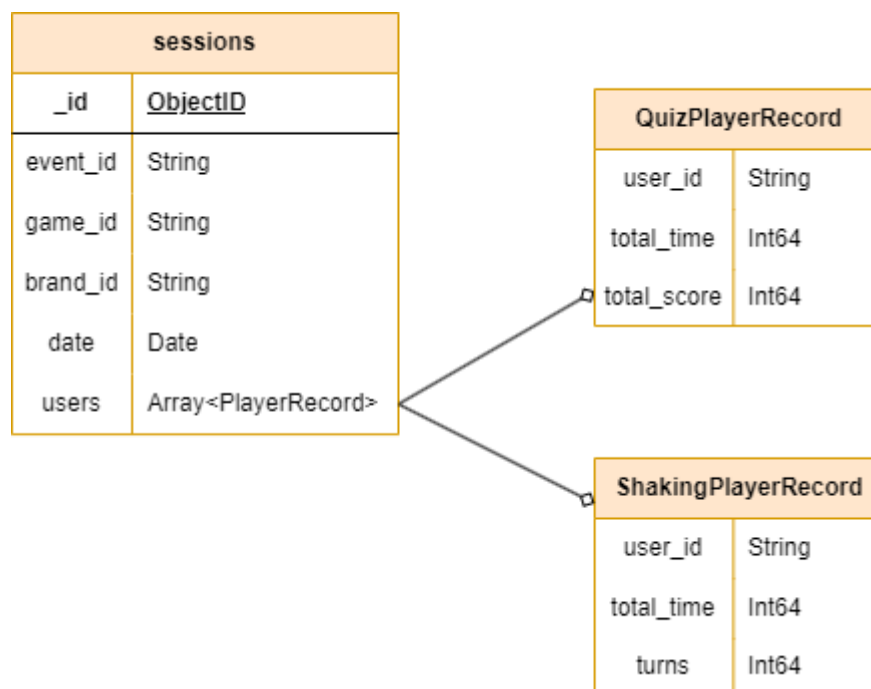 sessions
_id ObjectID
event_id String
game_id String
brand_id String
date Date
users Array<PlayerRecord>
QuizPlayerRecord
user_id String
total_time Int64
total_score Int64
ShakingPlayerRecord
user_id String
total_time Int64
turns Int64